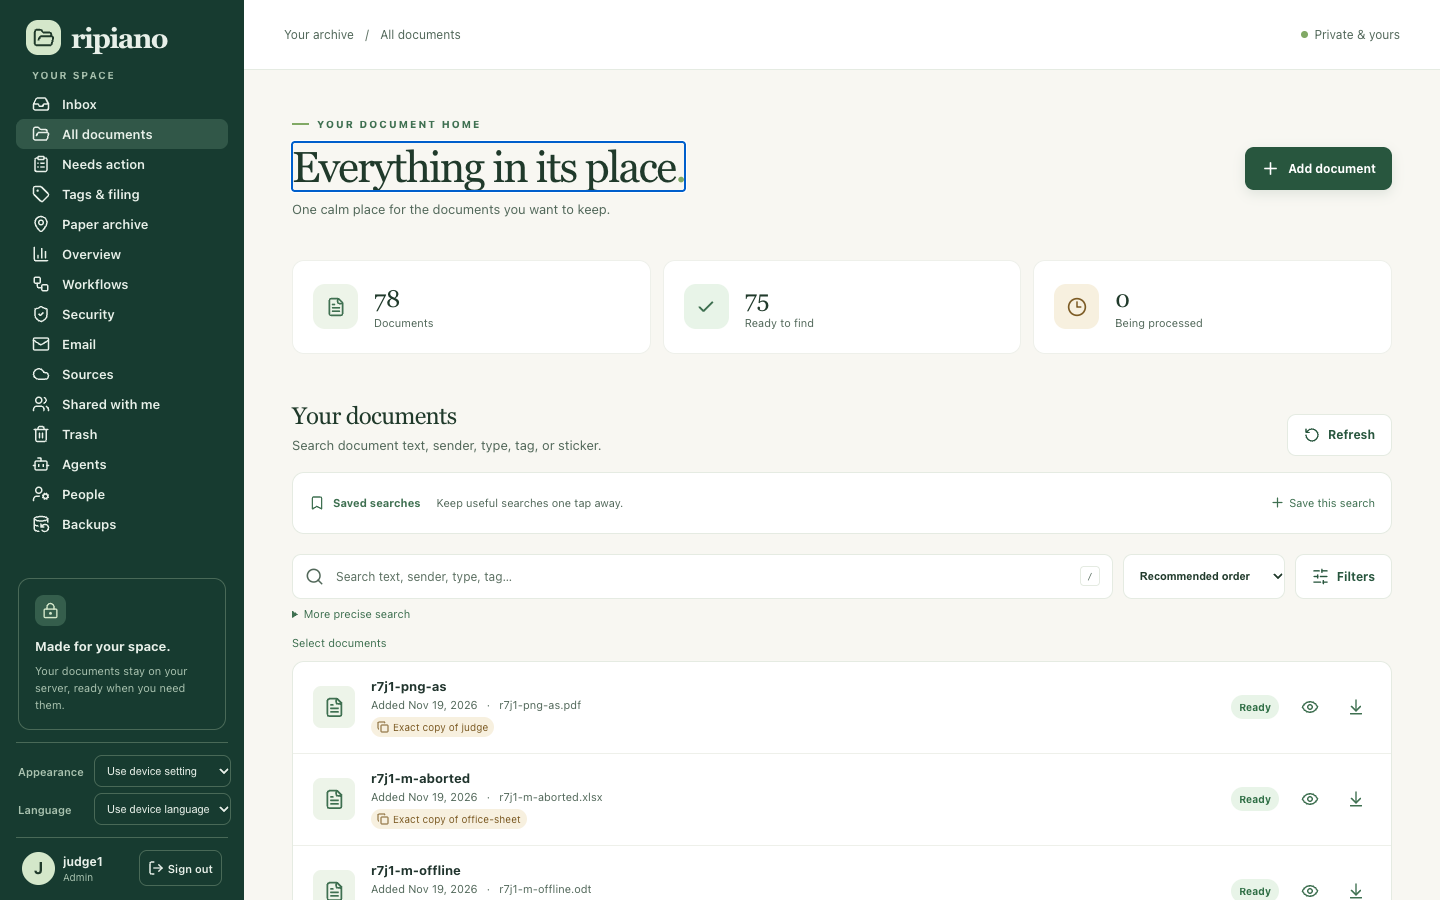 ripiano
YOUR SPACE
Inbox
All documents
Needs action
Tags & filing
Paper archive
Overview
Workflows
Security
Email
Sources
Shared with me
Trash
Agents
People
Backups
Made for your space.
Your documents stay on your
server, ready when you need
them.
Appearance Use device setting
Language Use device language
J judge1
Admin
Sign out
Your archive / All documents
Private & yours
YOUR DOCUMENT HOME
Everything in its place.
One calm place for the documents you want to keep.
Add document
78
Documents
75
Ready to find
0
Being processed
Your documents
Search document text, sender, type, tag, or sticker.
Refresh
Saved searches Keep useful searches one tap away.
Save this search
Search text, sender, type, tag... /
Recommended order
Filters
More precise search
Select documents
r7j1-png-as
Added Nov 19, 2026 · r7j1-png-as.pdf
Exact copy of judge
Ready
r7j1-m-aborted
Added Nov 19, 2026 · r7j1-m-aborted.xlsx
Exact copy of office-sheet
Ready
r7j1-m-offline
Added Nov 19, 2026 · r7j1-m-offline.odt
Ready